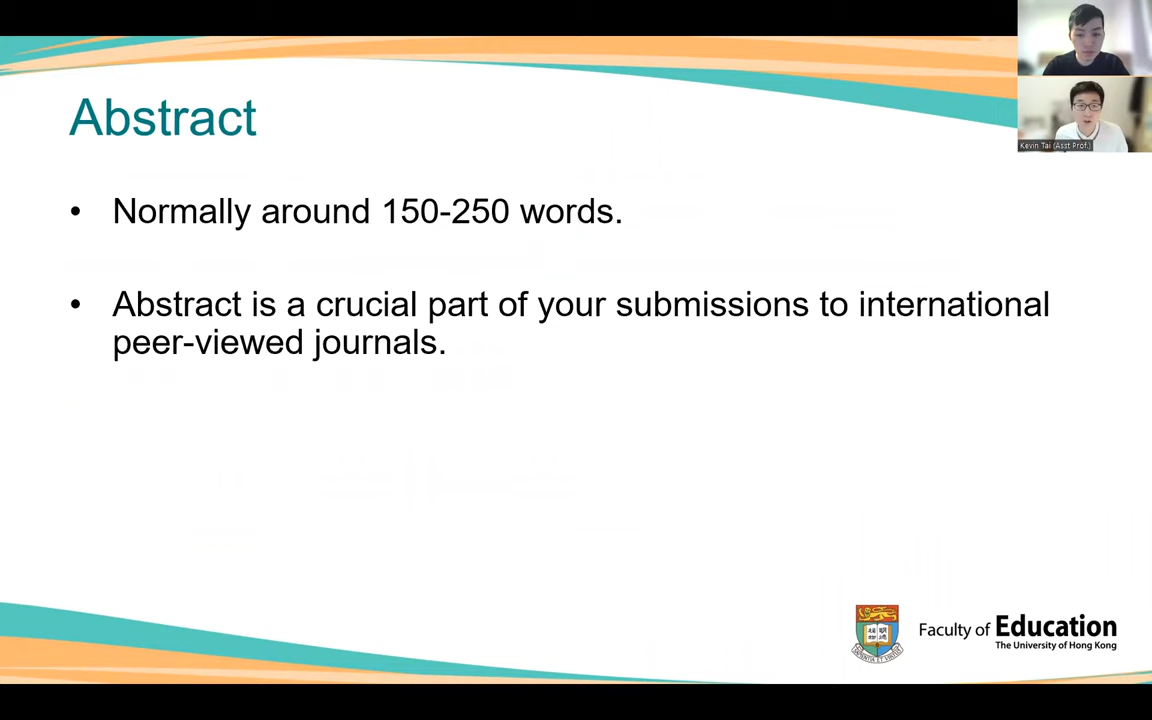 Kevin Tai (Asst Prof.)
Abstract
• Normally around 150-250 words.
• Abstract is a crucial part of your submissions to international
peer-viewed journals.
Faculty of Education
The University of Hong Kong